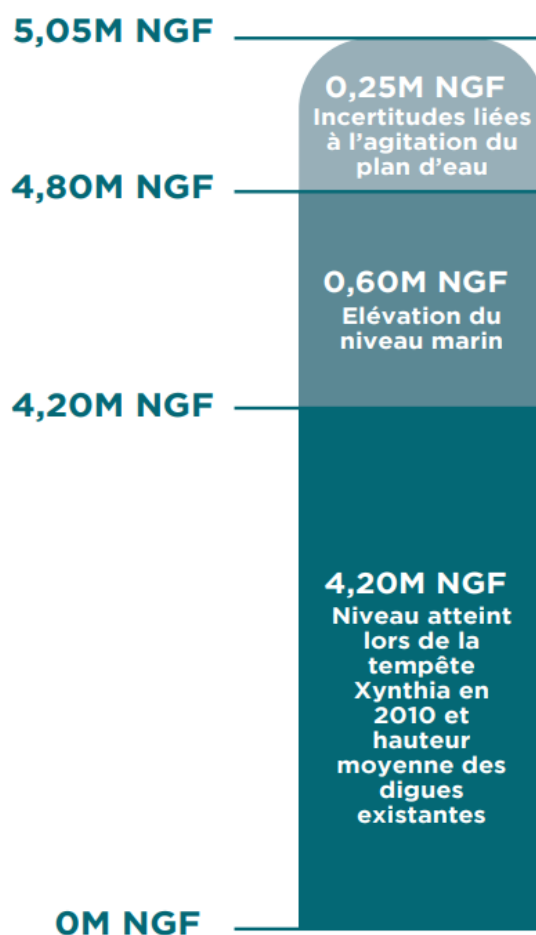 5,05M NGF
0,25M NGF
Incertitudes liées
à l'agitation du
plan d'eau
4,80M NGF
0,60M NGF
Elévation du
niveau marin
4,20M NGF
4,20M NGF
Niveau atteint
lors de la
tempête
Xynthia en
2010 et
hauteur
moyenne des
digues
existantes
0M NGF